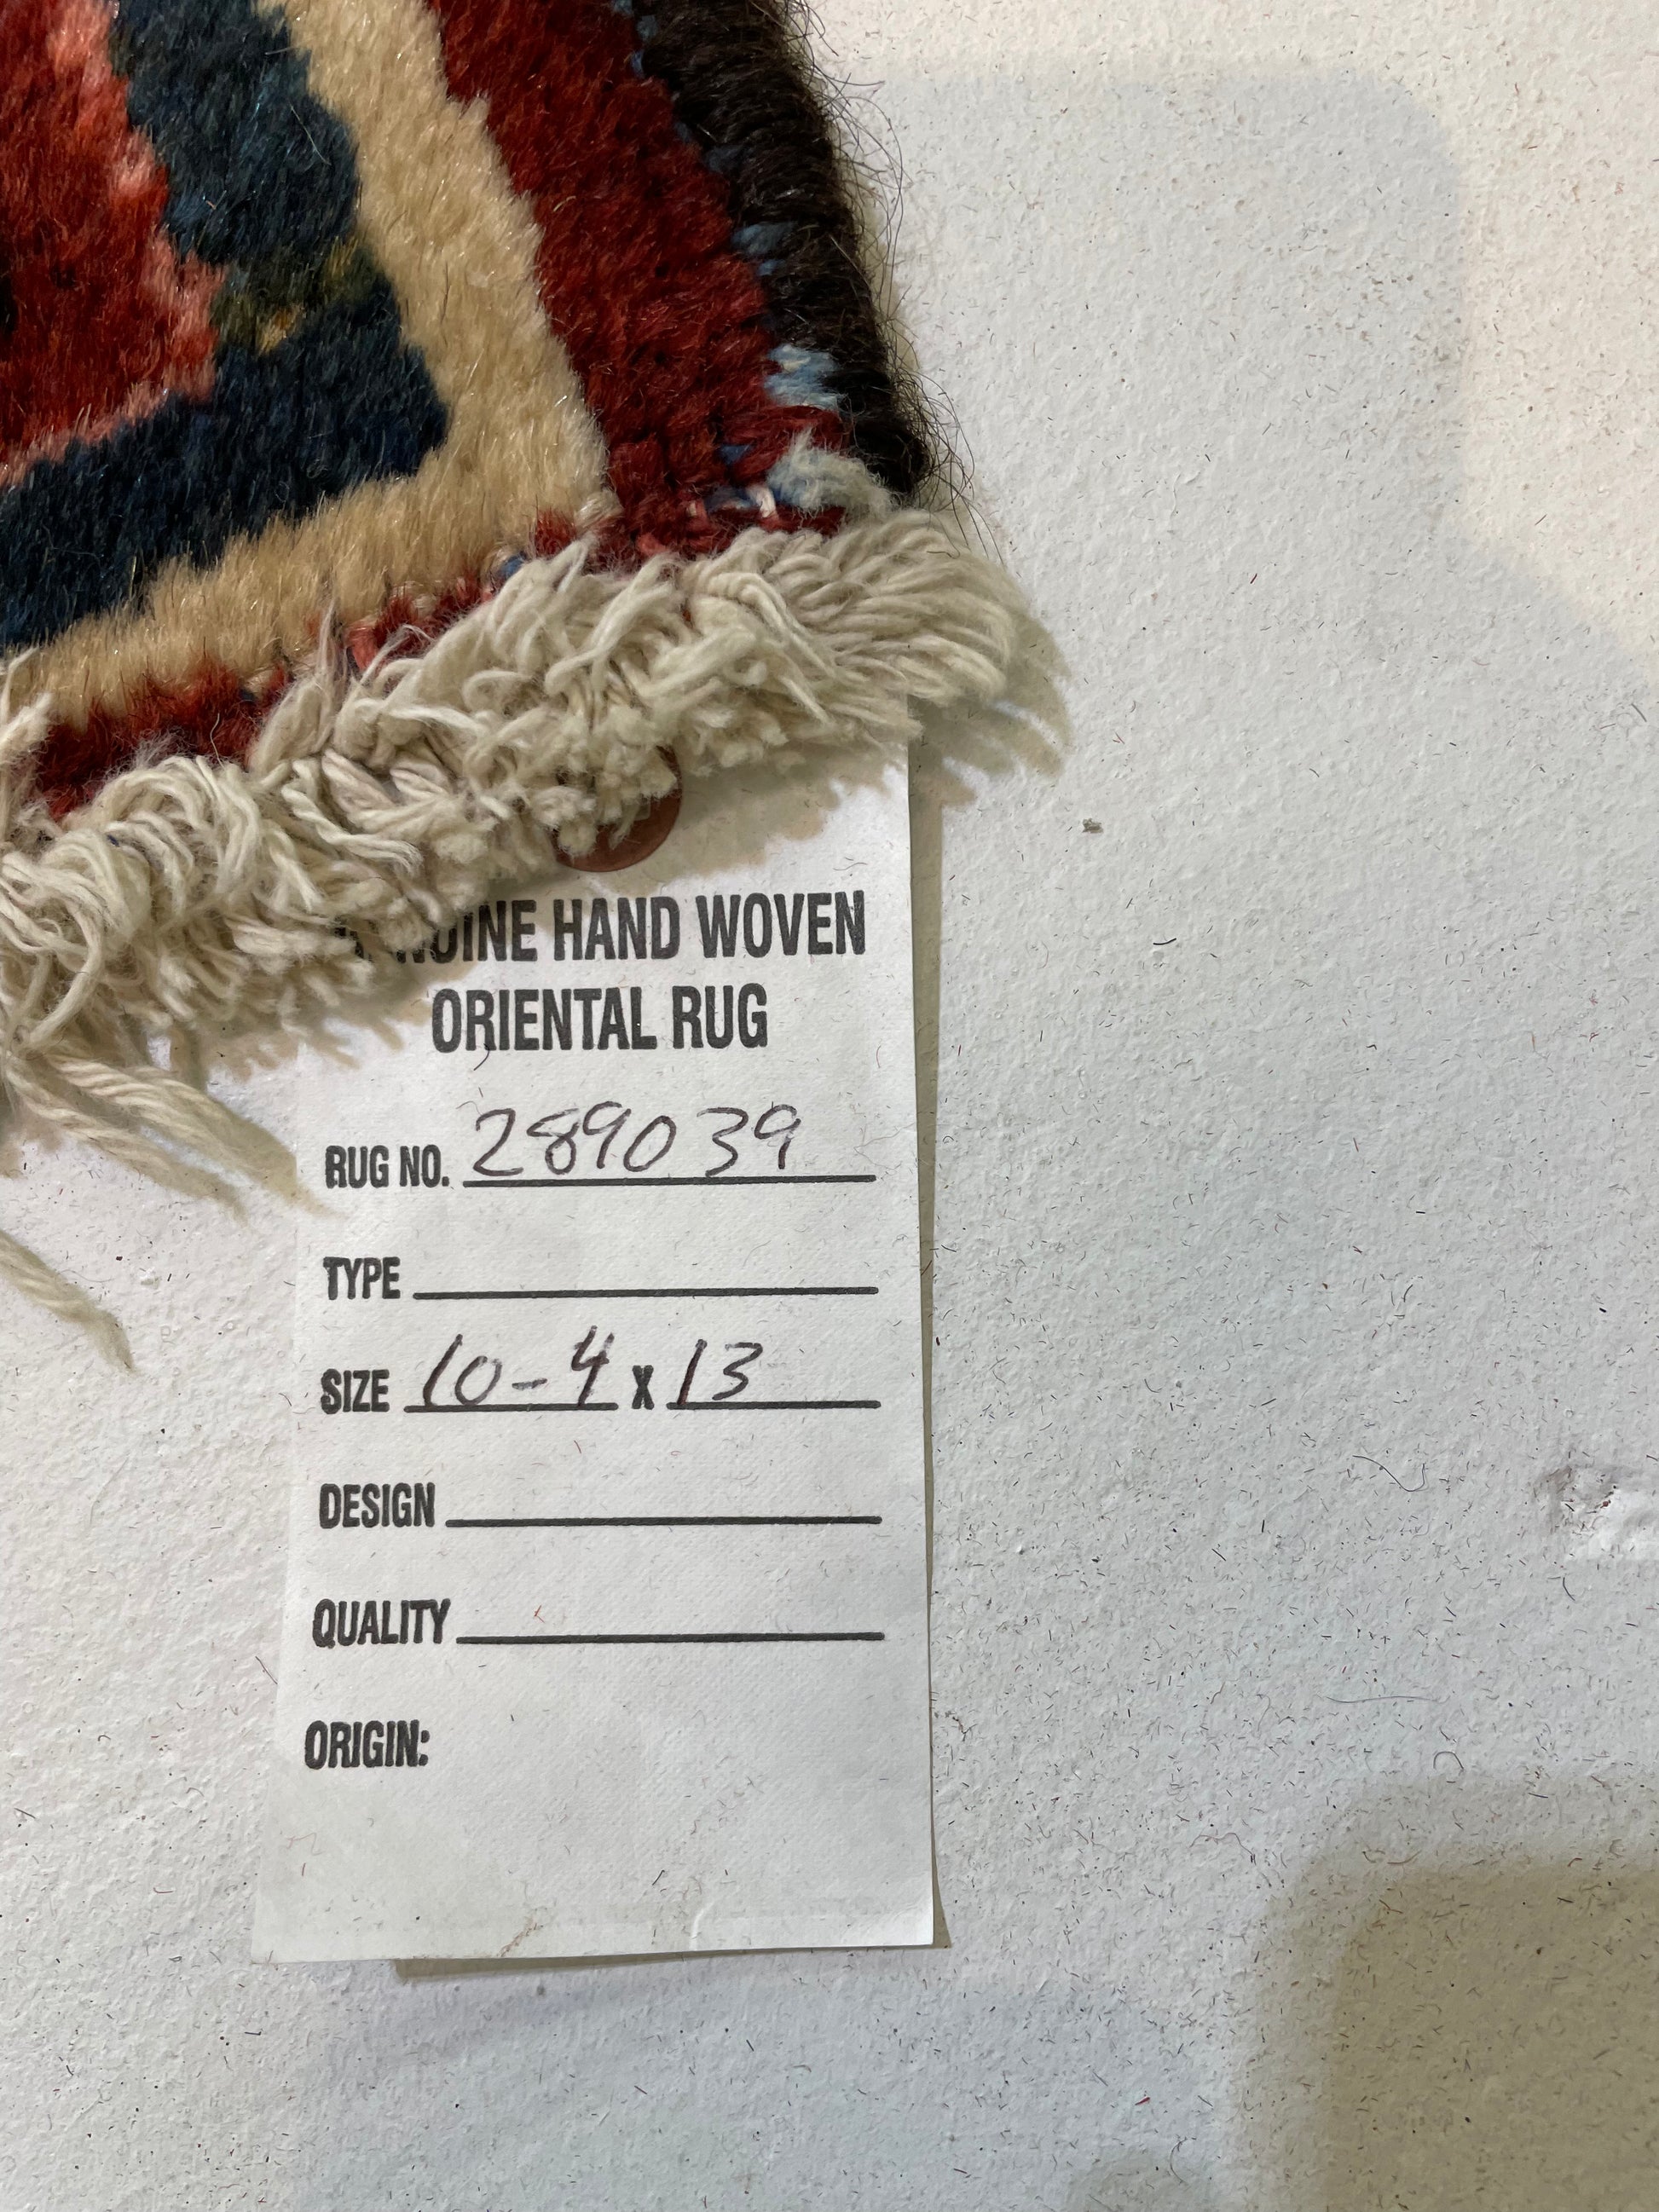 HAND WOVEN
ORIENTAL RUG
RUG NO. 289039
TYPE
SIZE 10-4 X 13
DESIGN
QUALITY
ORIGIN: